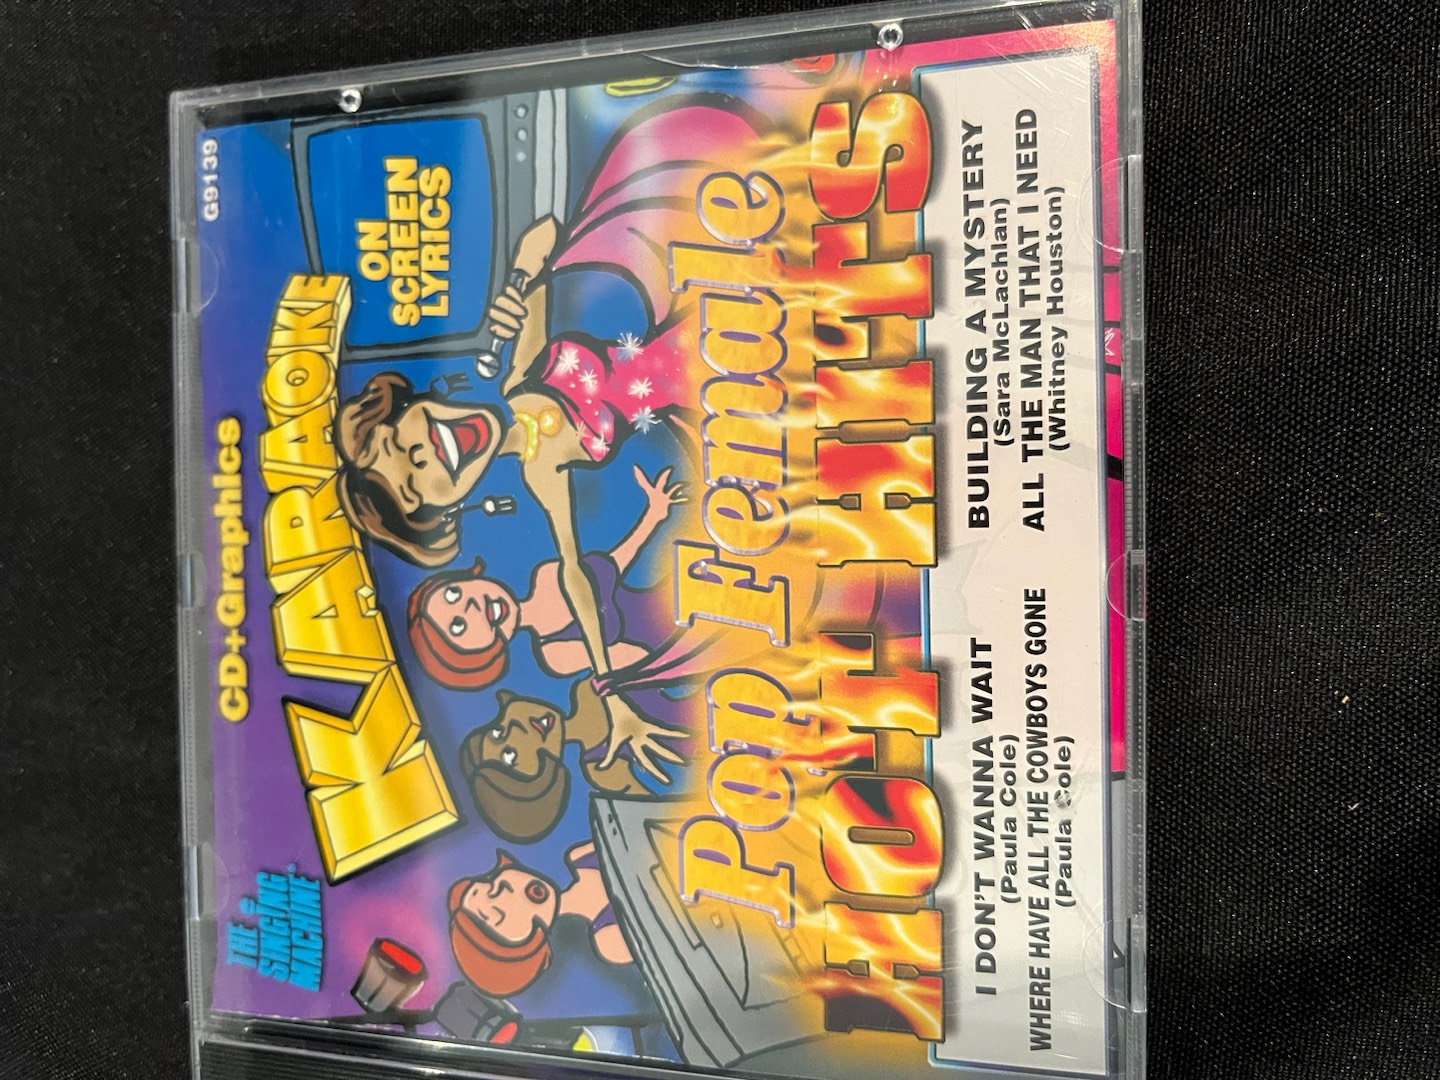 CD+Graphics
G9139
THE
SINGING
MACHINE
KARAOKE
ON
SCREEN
LYRICS
Pop Female
HOT HITS
I DON'T WANNA WAIT
(Paula Cole)
WHERE HAVE ALL THE COWBOYS GONE
(Paula Cole)
BUILDING A MYSTERY
(Sara McLachlan)
ALL THE MAN THAT I NEED
(Whitney Houston)